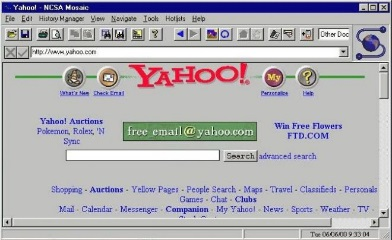 Yahoo! - NCSA Mosaic
File Edit History Manager View Navigate Tools Hotlists Help
Other Doc
http://www.yahoo.com
YAHOO!
My
What's New Check Email Personalize Help
Yahoo! Auctions
Pokemon, Rolex, 'N
Sync
free email@yahoo.com
Win Free Flowers
FTD.COM
Search advanced search
Shopping - Auctions - Yellow Pages - People Search - Maps - Travel - Classifieds - Personals
Games - Chat - Clubs
Mail - Calendar - Messenger - Companion - My Yahoo! - News - Sports - Weather - TV -
Tue 06/06/00 9:33:04